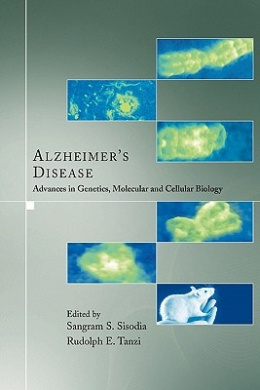 ALZHEIMER'S
DISEASE
Advances in Genetics, Molecular and Cellular Biology
Edited by
Sangram S. Sisodia
Rudolph E. Tanzi